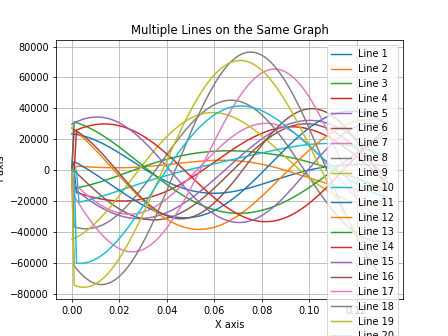 Multiple Lines on the Same Graph
80000
60000
40000
20000
0
−20000
−40000
−60000
−80000
0.00
0.02
0.04
0.06
0.08
0.10
X axis
Line 1
Line 2
Line 3
Line 4
Line 5
Line 6
Line 7
Line 8
Line 9
Line 10
Line 11
Line 12
Line 13
Line 14
Line 15
Line 16
Line 17
Line 18
Line 19
Line 20